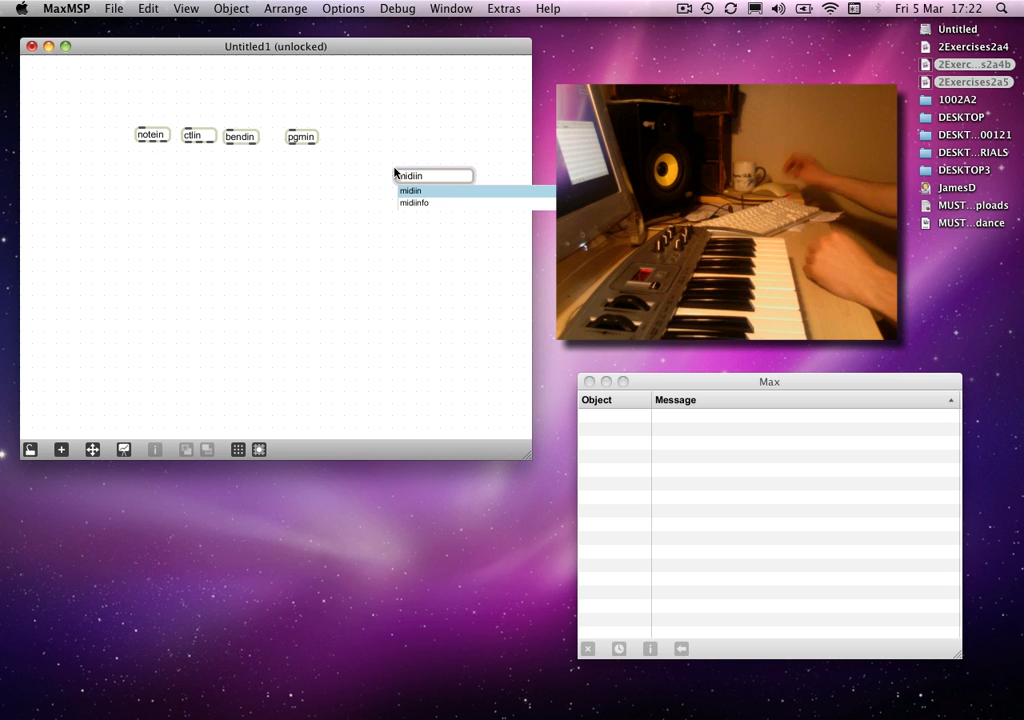 MaxMSP File Edit View Object Arrange Options Debug Window Extras Help Fri 5 Mar 17:22
Untitled1 (unlocked)
notein ctlin bendin pgmin
midiin
midiin
midiinfo
Untitled
2Exercises2a4
2Exerc...s2a4b
2Exercises2a5
1002A2
DESKTOP
DESKT...00121
DESKT...RIALS
DESKTOP3
JamesD
MUST...ploads
MUST...dance
Max
Object Message